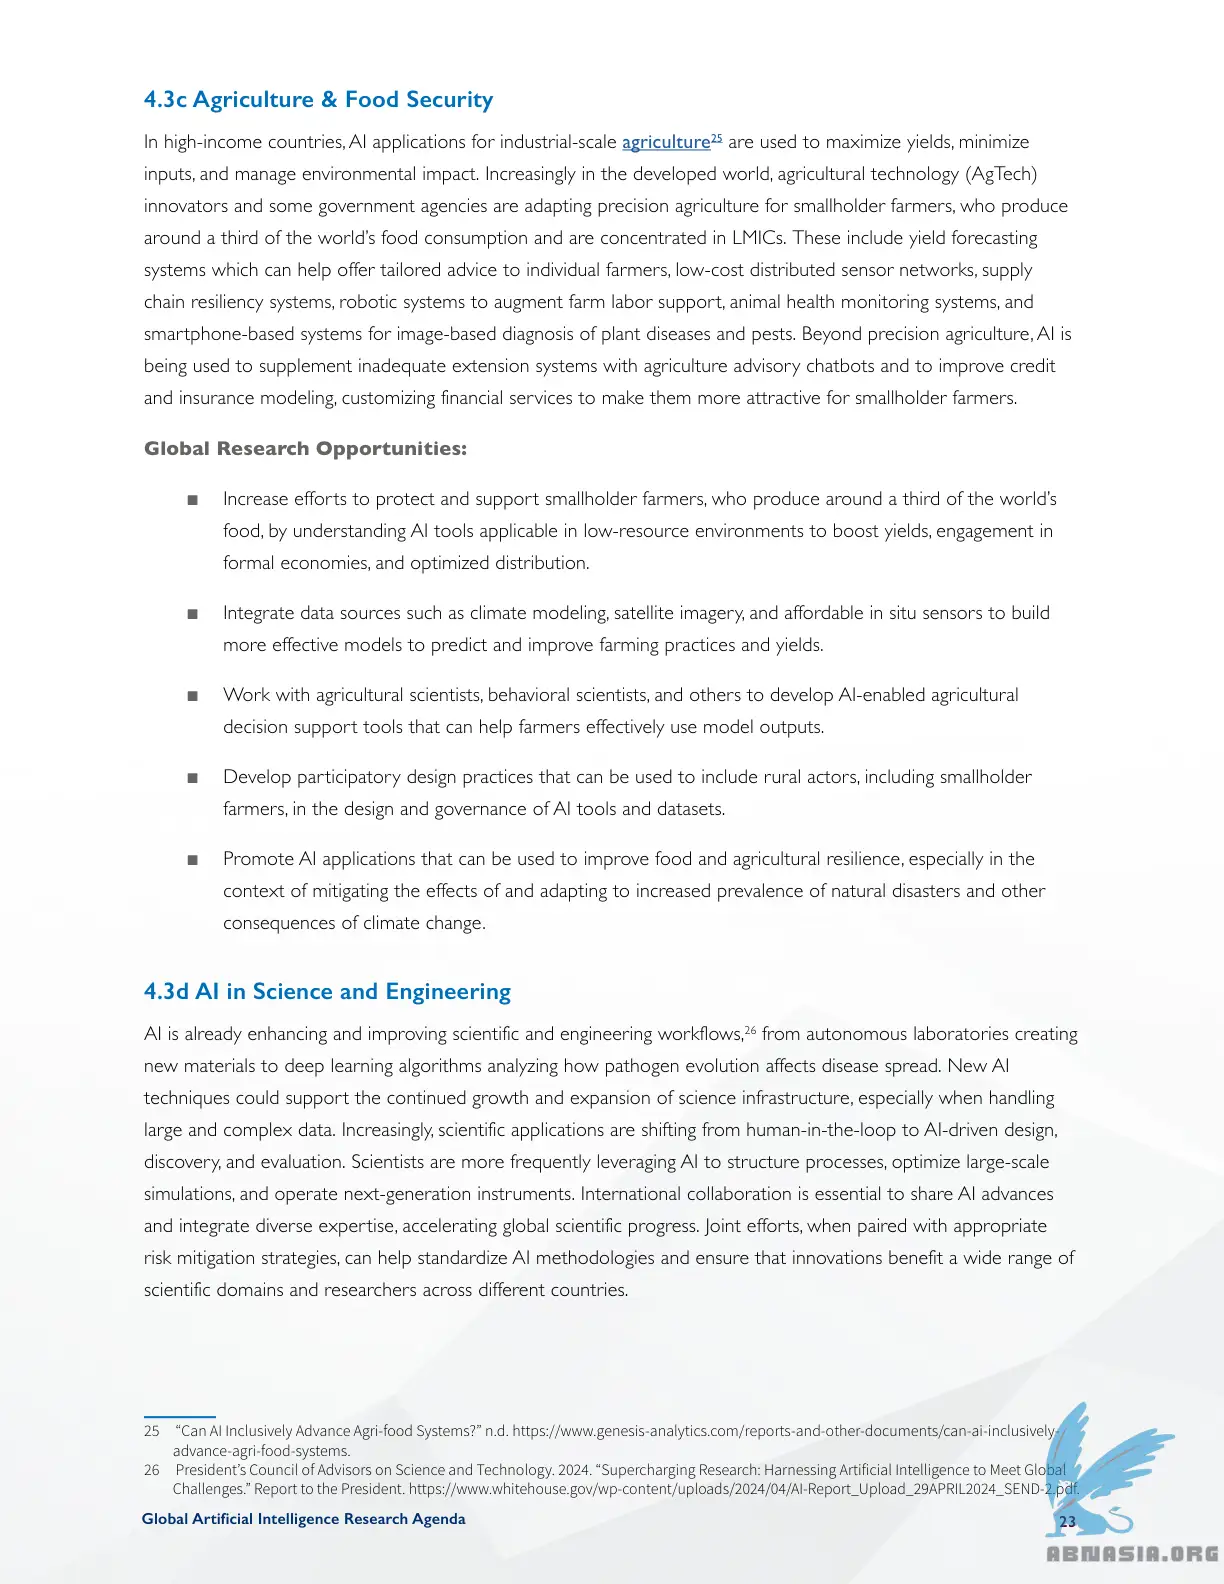 4.3c Agriculture & Food Security
In high-income countries, AI applications for industrial-scale agriculture25 are used to maximize yields, minimize
inputs, and manage environmental impact. Increasingly in the developed world, agricultural technology (AgTech)
innovators and some government agencies are adapting precision agriculture for smallholder farmers, who produce
around a third of the world’s food consumption and are concentrated in LMICs. These include yield forecasting
systems which can help offer tailored advice to individual farmers, low-cost distributed sensor networks, supply
chain resiliency systems, robotic systems to augment farm labor support, animal health monitoring systems, and
smartphone-based systems for image-based diagnosis of plant diseases and pests. Beyond precision agriculture, AI is
being used to supplement inadequate extension systems with agriculture advisory chatbots and to improve credit
and insurance modeling, customizing financial services to make them more attractive for smallholder farmers.
Global Research Opportunities:
■ Increase efforts to protect and support smallholder farmers, who produce around a third of the world’s
food, by understanding AI tools applicable in low-resource environments to boost yields, engagement in
formal economies, and optimized distribution.
■ Integrate data sources such as climate modeling, satellite imagery, and affordable in situ sensors to build
more effective models to predict and improve farming practices and yields.
■ Work with agricultural scientists, behavioral scientists, and others to develop AI-enabled agricultural
decision support tools that can help farmers effectively use model outputs.
■ Develop participatory design practices that can be used to include rural actors, including smallholder
farmers, in the design and governance of AI tools and datasets.
■ Promote AI applications that can be used to improve food and agricultural resilience, especially in the
context of mitigating the effects of and adapting to increased prevalence of natural disasters and other
consequences of climate change.
4.3d AI in Science and Engineering
AI is already enhancing and improving scientific and engineering workflows,26 from autonomous laboratories creating
new materials to deep learning algorithms analyzing how pathogen evolution affects disease spread. New AI
techniques could support the continued growth and expansion of science infrastructure, especially when handling
large and complex data. Increasingly, scientific applications are shifting from human-in-the-loop to AI-driven design,
discovery, and evaluation. Scientists are more frequently leveraging AI to structure processes, optimize large-scale
simulations, and operate next-generation instruments. International collaboration is essential to share AI advances
and integrate diverse expertise, accelerating global scientific progress. Joint efforts, when paired with appropriate
risk mitigation strategies, can help standardize AI methodologies and ensure that innovations benefit a wide range of
scientific domains and researchers across different countries.
25 “Can AI Inclusively Advance Agri-food Systems?” n.d. https://www.genesis-analytics.com/reports-and-other-documents/can-ai-inclusively-
advance-agri-food-systems.
26 President’s Council of Advisors on Science and Technology. 2024. “Supercharging Research: Harnessing Artificial Intelligence to Meet Global
Challenges.” Report to the President. https://www.whitehouse.gov/wp-content/uploads/2024/04/AI-Report_Upload_29APRIL2024_SEND-2.pdf.
Global Artificial Intelligence Research Agenda 23
ABNASIA.ORG